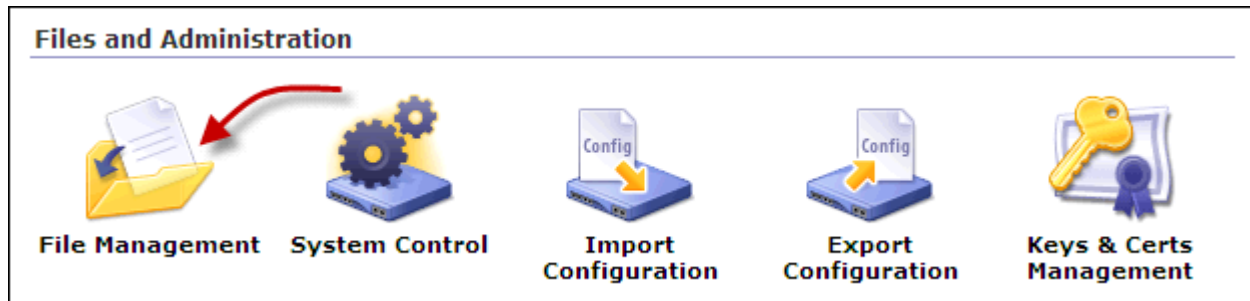 Files and Administration
Config
Config
File Management
System Control
Import
Configuration
Export
Configuration
Keys & Certs
Management